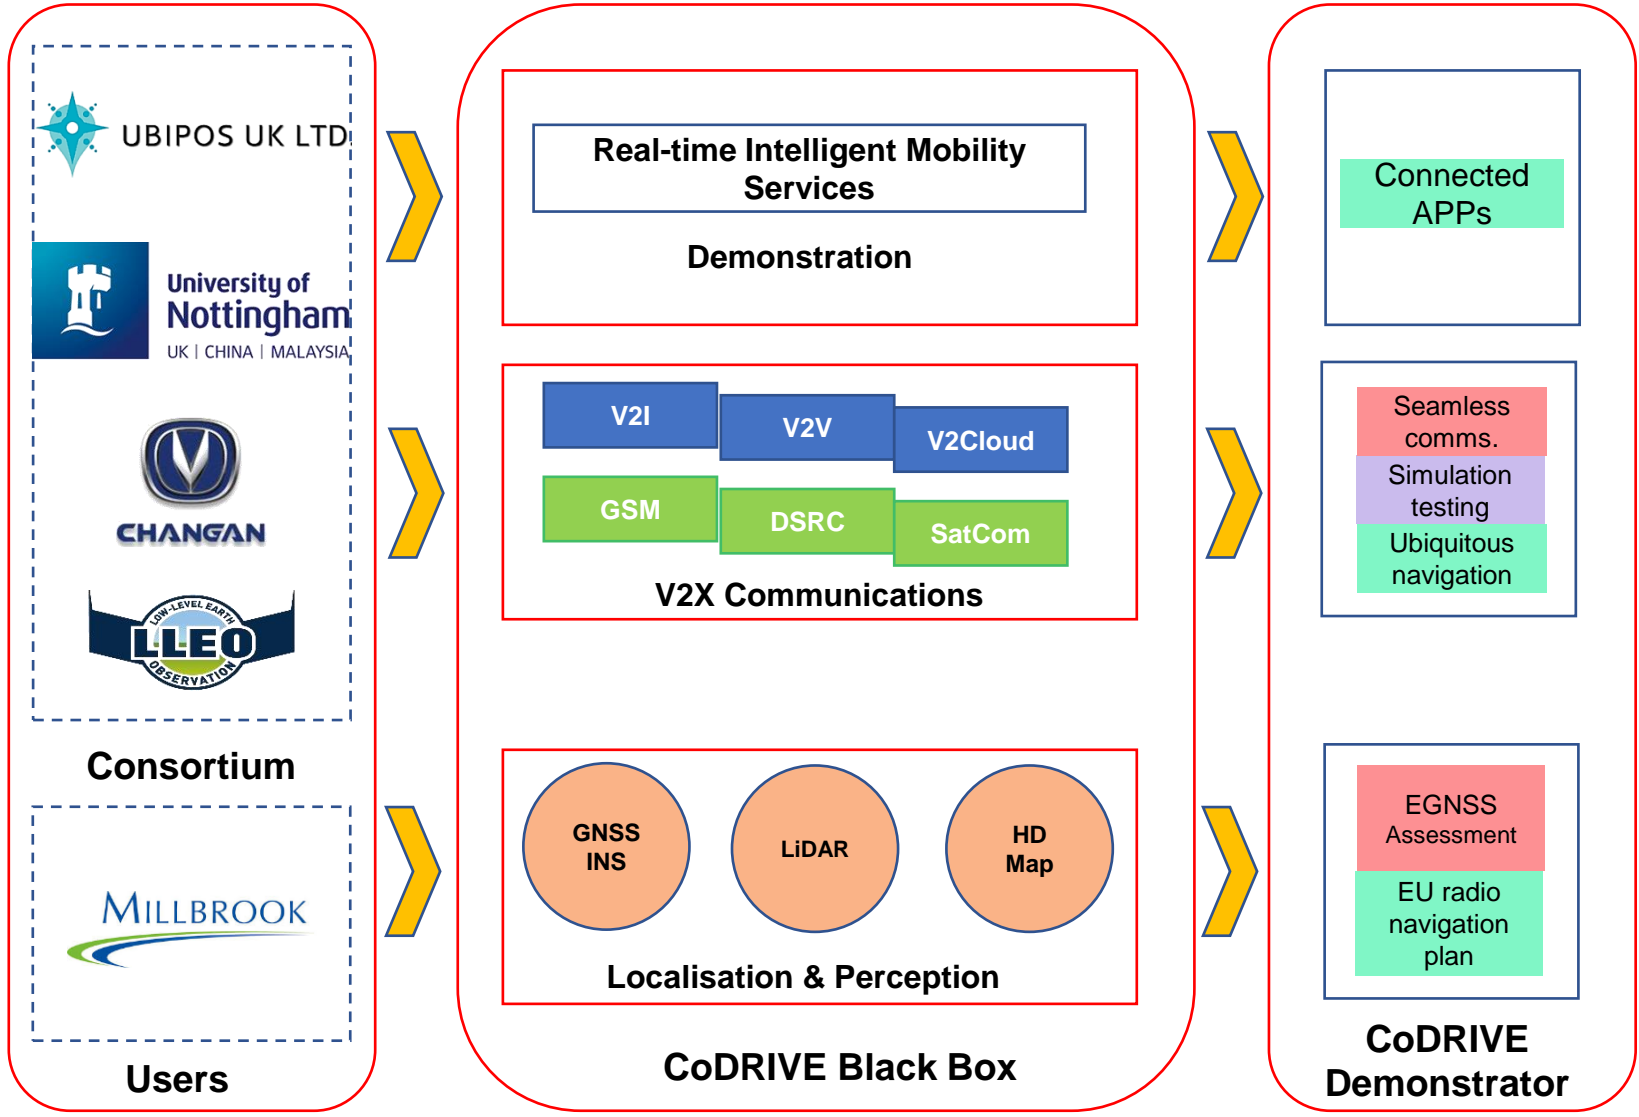 UBIPOS UK LTD
University of
Nottingham
UK | CHINA | MALAYSIA
CHANGAN
LOW-LEVEL EARTH
LLEO
OBSERVATION
Consortium
MILLBROOK
Users
Real-time Intelligent Mobility
Services
Demonstration
V2I
V2V
V2Cloud
GSM
DSRC
SatCom
V2X Communications
GNSS
INS
LiDAR
HD
Map
Localisation & Perception
CoDRIVE Black Box
Connected
APPs
Seamless
comms.
Simulation
testing
Ubiquitous
navigation
EGNSS
Assessment
EU radio
navigation
plan
CoDRIVE
Demonstrator